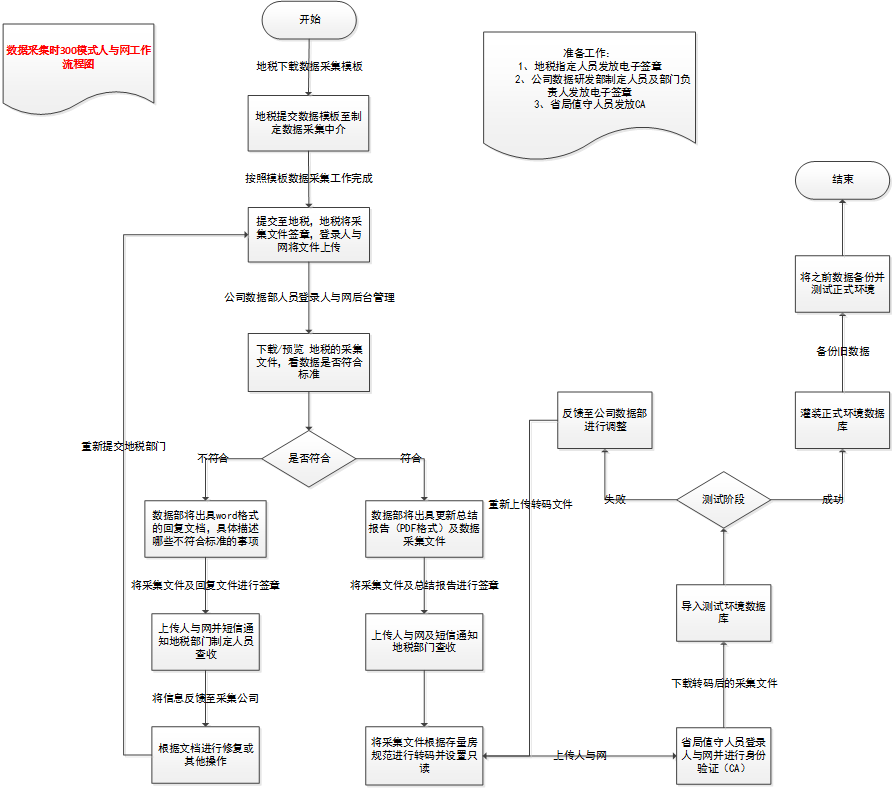 数据采集时300模式人与网工作
流程图
开始
准备工作：
1、地税指定人员发放电子签章
2、公司数据研发部制定人员及部门负
责人发放电子签章
3、省局值守人员发放CA
地税下载数据采集模板
地税提交数据模板至制
定数据采集中介
按照模板数据采集工作完成
提交至地税，地税将采
集文件签章，登录人与
网将文件上传
公司数据部人员登录人与网后台管理
下载/预览 地税的采集
文件，看数据是否符合
标准
是否符合
不符合
符合
重新提交地税部门
数据部将出具word格式
的回复文档，具体描述
哪些不符合标准的事项
将采集文件及回复文件进行签章
上传人与网并短信通
知地税部门制定人员
查收
将信息反馈至采集公司
根据文档进行修复或
其他操作
数据部将出具更新总结
报告（PDF格式）及数据
采集文件
将采集文件及总结报告进行签章
上传人与网及短信通知
地税部门查收
将采集文件根据存量房
规范进行转码并设置只
读
上传人与网
省局值守人员登录
人与网并进行身份
验证（CA）
下载转码后的采集文件
导入测试环境数据
库
测试阶段
失败
成功
反馈至公司数据部
进行调整
重新上传转码文件
灌装正式环境数据
库
备份旧数据
将之前数据备份并
测试正式环境
结束